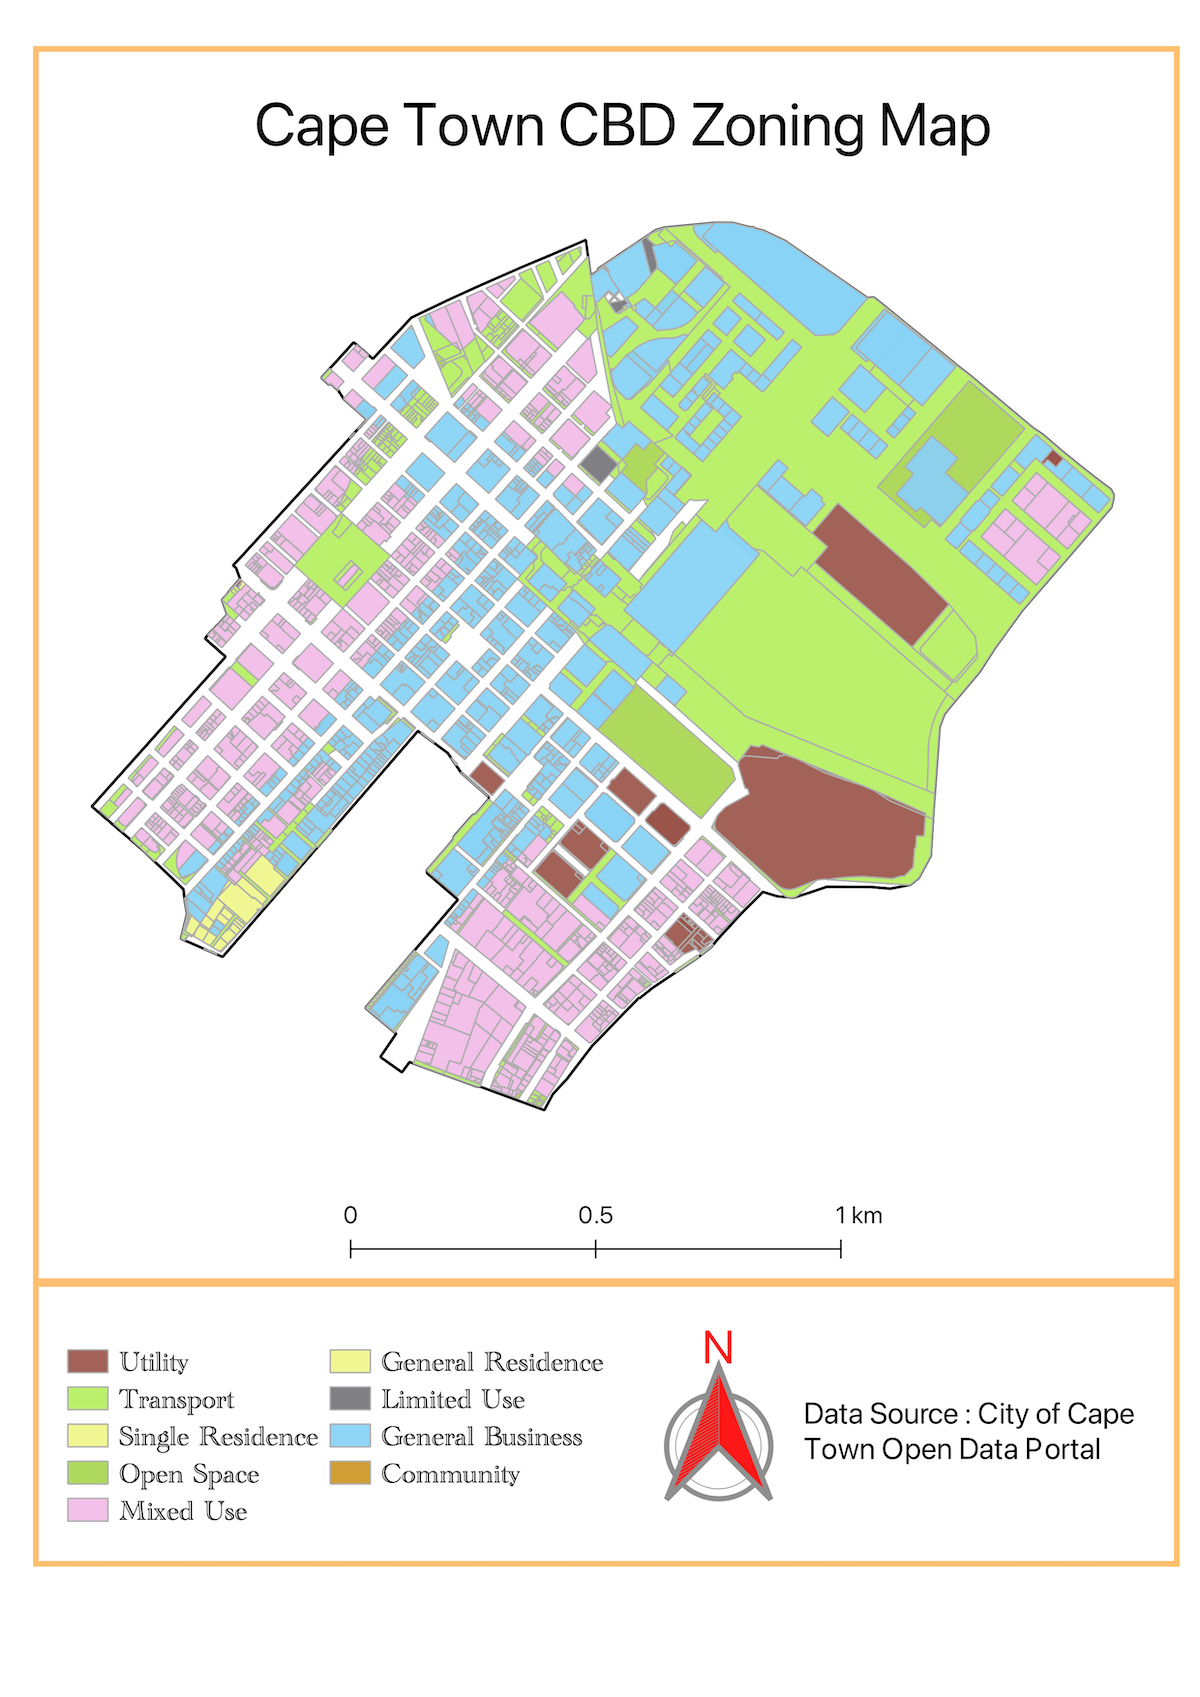 Cape Town CBD Zoning Map
0 0.5 1 km
Utility
Transport
Single Residence
Open Space
Mixed Use
General Residence
Limited Use
General Business
Community
N
Data Source : City of Cape
Town Open Data Portal